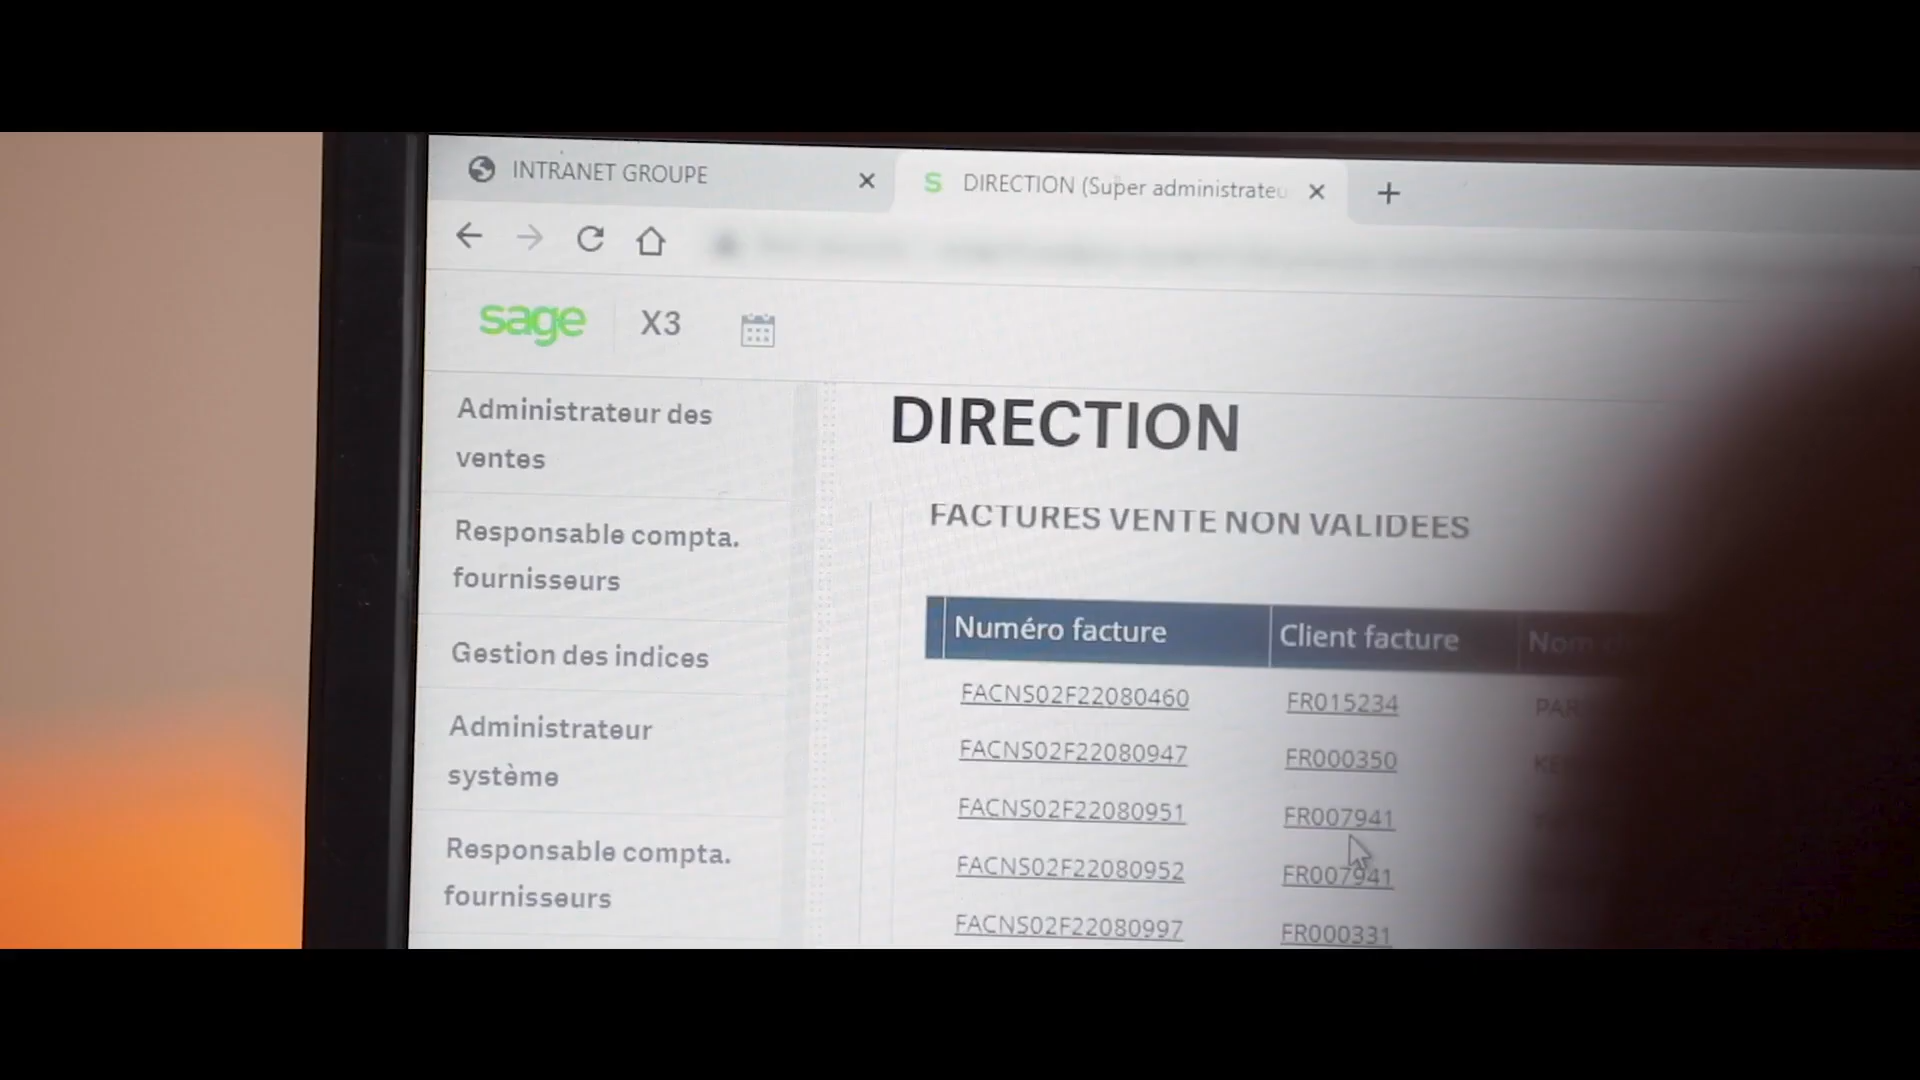 INTRANET GROUPE
DIRECTION (Super administrateu
sage X3
Administrateur des
ventes
Responsable compta.
fournisseurs
Gestion des indices
Administrateur
système
Responsable compta.
fournisseurs
DIRECTION
FACTURES VENTE NON VALIDEES
Numéro facture Client facture Nom
FACNS02F22080460 FR015234 PAR
FACNS02F22080947 FR000350
FACNS02F22080951 FR007941
FACNS02F22080952 FR007941
FACNS02F22080997 FR000331